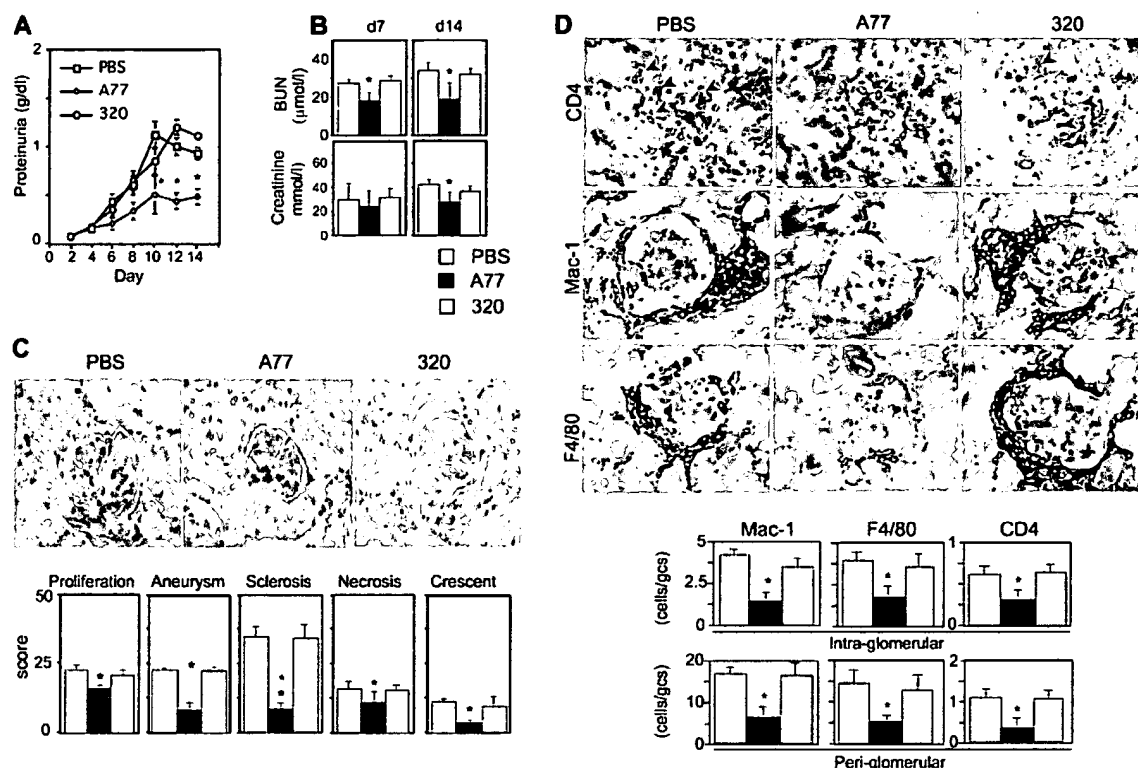 A
2
1
0
Proteinuria (g/dl)
PBS
A77
320
0 2 4 6 8 10 12 14
Day
*
B
d7 d14
BUN
(μmol/l)
40
20
0
* *
Creatinine
mmol/l
60
40
20
0
*
PBS
A77
320
C
PBS A77 320
Proliferation Aneurysm Sclerosis Necrosis Crescent
score
50
25
0
* * * * * *
D
PBS A77 320
CD4
Mac-1
F4/80
Mac-1 F4/80 CD4
(cells/gcs)
5
2.5
0
1
0
* * *
Intra-glomerular
(cells/gcs)
20
10
0
2
1
0
* * *
Peri-glomerular